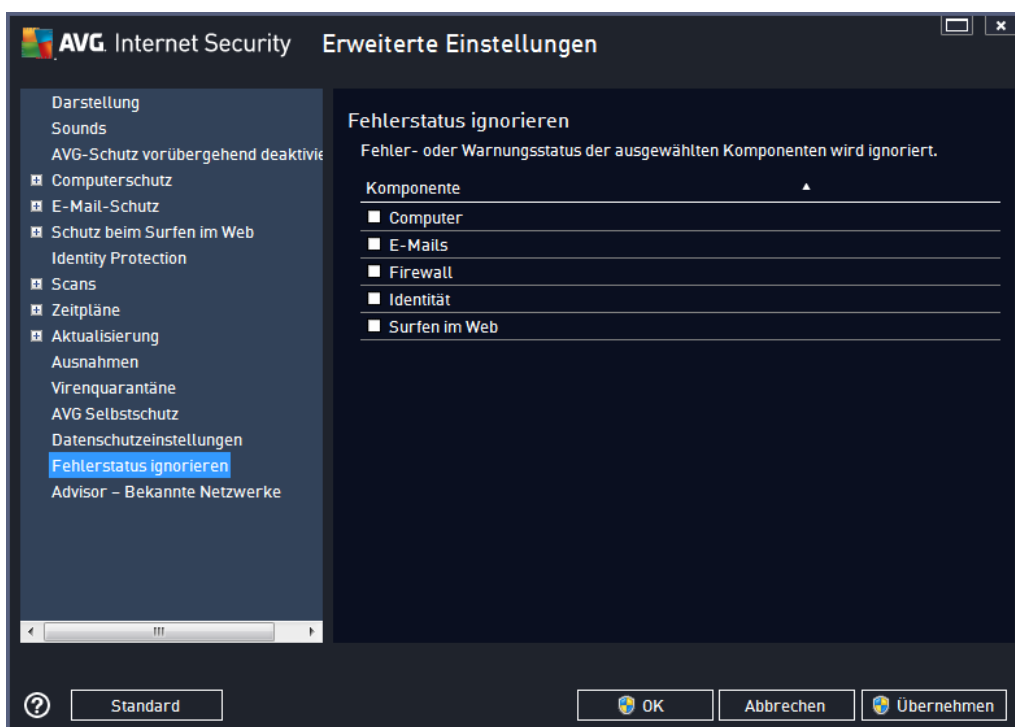 AVG. Internet Security Erweiterte Einstellungen
Darstellung
Sounds
AVG-Schutz vorübergehend deaktivie
Computerschutz
E-Mail-Schutz
Schutz beim Surfen im Web
Identity Protection
Scans
Zeitpläne
Aktualisierung
Ausnahmen
Virenquarantäne
AVG Selbstschutz
Datenschutzeinstellungen
Fehlerstatus ignorieren
Advisor – Bekannte Netzwerke
Fehlerstatus ignorieren
Fehler- oder Warnungsstatus der ausgewählten Komponenten wird ignoriert.
Komponente
Computer
E-Mails
Firewall
Identität
Surfen im Web
Standard
OK
Abbrechen
Übernehmen